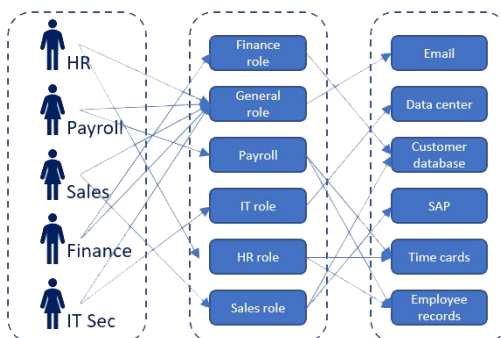 HR
Payroll
Sales
Finance
IT Sec
Finance
role
General
role
Payroll
IT role
HR role
Sales role
Email
Data center
Customer
database
SAP
Time cards
Employee
records